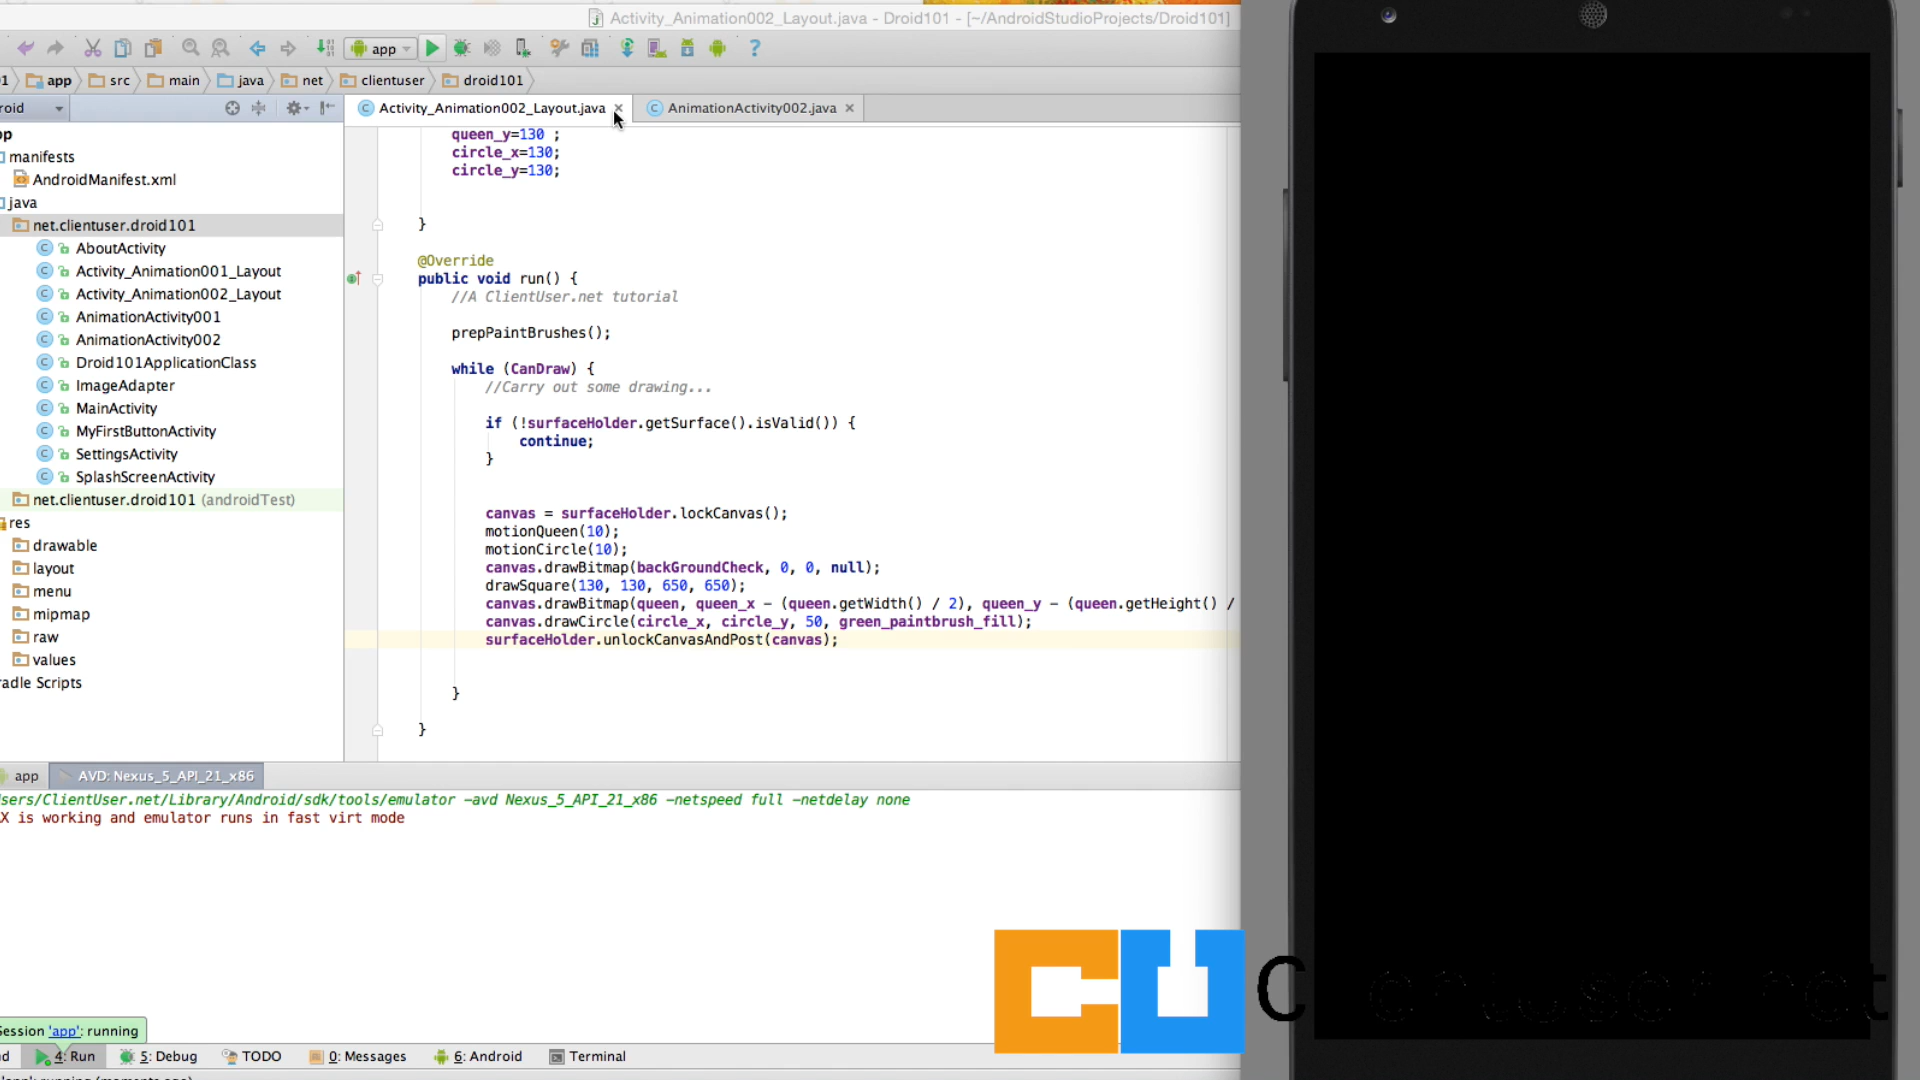 Activity_Animation002_Layout.java - Droid101 - [~/AndroidStudioProjects/Droid101]
app
app src main java net clientuser droid101
Activity_Animation002_Layout.java AnimationActivity002.java
manifests
AndroidManifest.xml
java
net.clientuser.droid101
AboutActivity
Activity_Animation001_Layout
Activity_Animation002_Layout
AnimationActivity001
AnimationActivity002
Droid101ApplicationClass
ImageAdapter
MainActivity
MyFirstButtonActivity
SettingsActivity
SplashScreenActivity
net.clientuser.droid101 (androidTest)
res
drawable
layout
menu
mipmap
raw
values
adle Scripts
queen_y=130 ;
circle_x=130;
circle_y=130;
}
@Override
public void run() {
//A ClientUser.net tutorial
prepPaintBrushes();
while (CanDraw) {
//Carry out some drawing...
if (!surfaceHolder.getSurface().isValid()) {
continue;
}
canvas = surfaceHolder.lockCanvas();
motionQueen(10);
motionCircle(10);
canvas.drawBitmap(backGroundCheck, 0, 0, null);
drawSquare(130, 130, 650, 650);
canvas.drawBitmap(queen, queen_x - (queen.getWidth() / 2), queen_y - (queen.getHeight() /
canvas.drawCircle(circle_x, circle_y, 50, green_paintbrush_fill);
surfaceHolder.unlockCanvasAndPost(canvas);
}
}
app AVD: Nexus_5_API_21_x86
sers/ClientUser.net/Library/Android/sdk/tools/emulator -avd Nexus_5_API_21_x86 -netspeed full -netdelay none
X is working and emulator runs in fast virt mode
CU ClientUser.net
Session 'app': running
4: Run 5: Debug TODO 0: Messages 6: Android Terminal